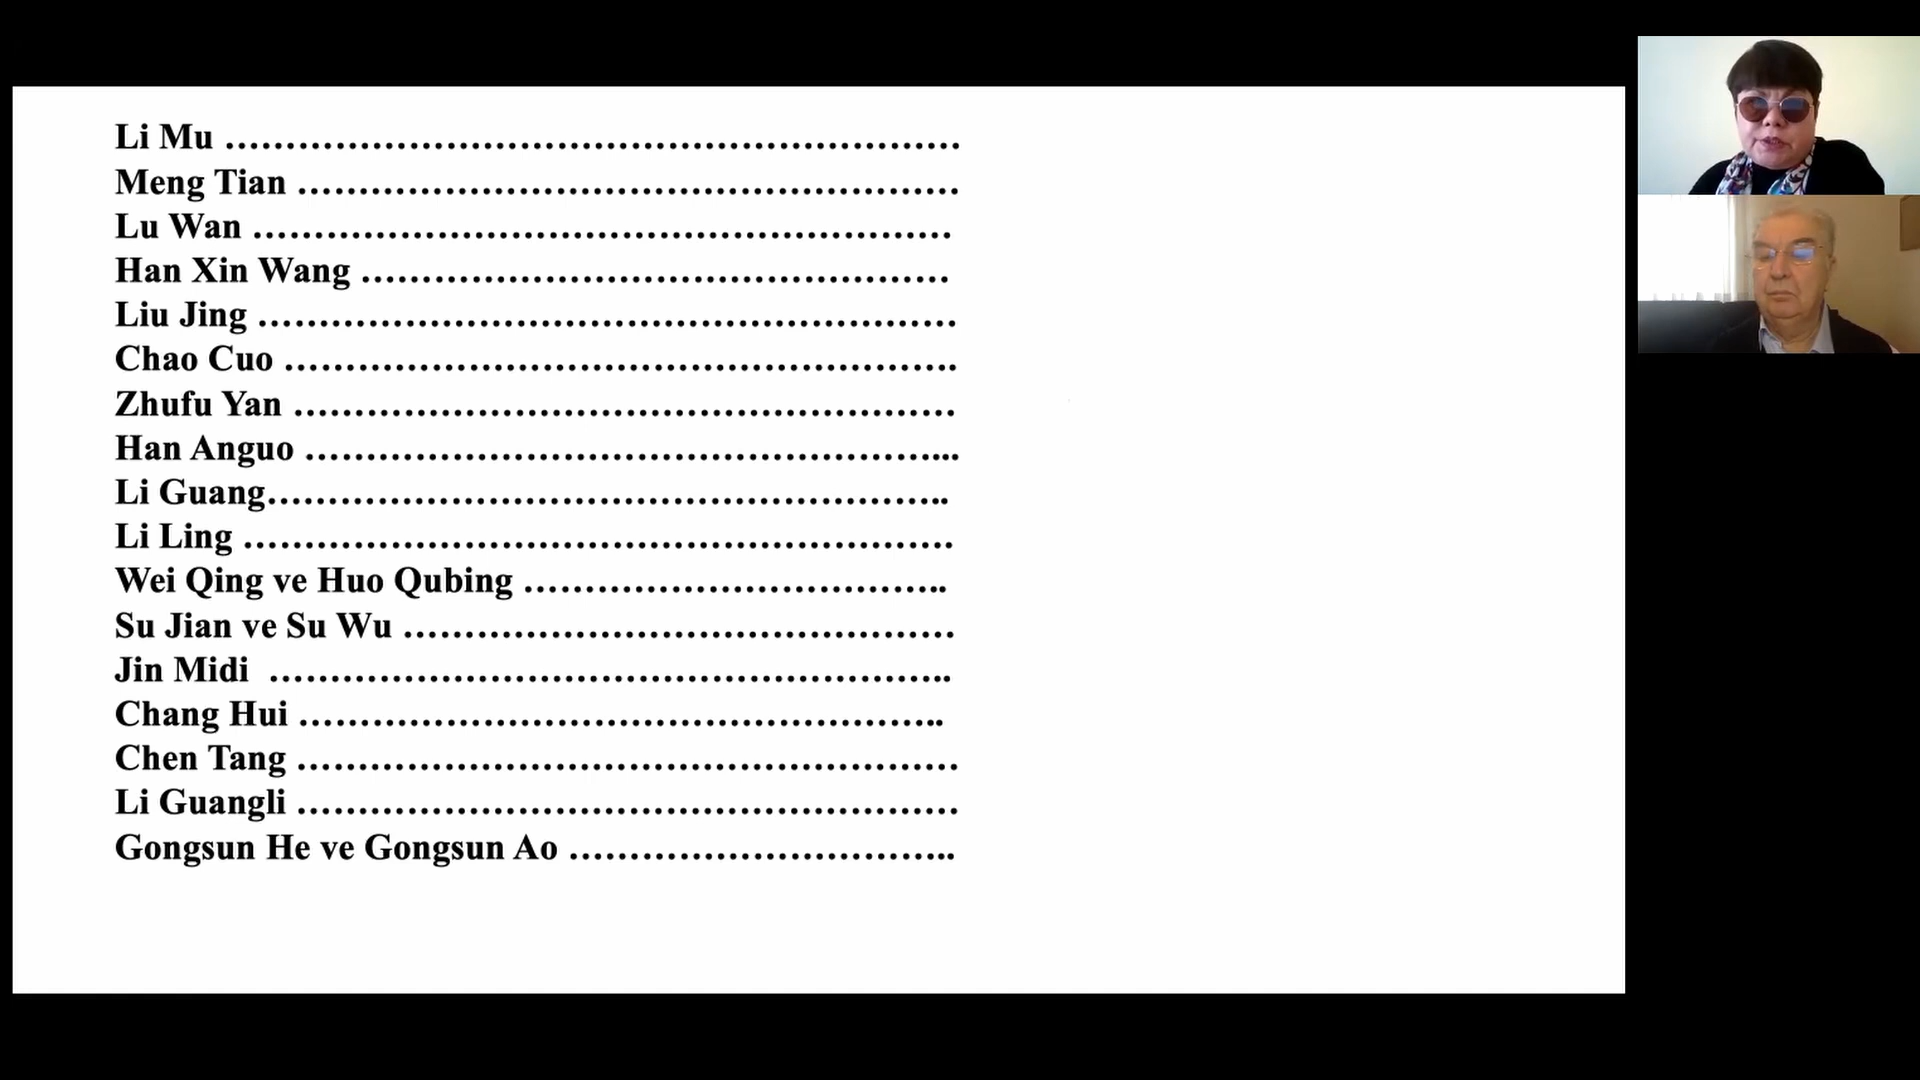 Li Mu ……………………………………………………
Meng Tian ………………………………………………
Lu Wan …………………………………………………
Han Xin Wang …………………………………………
Liu Jing …………………………………………………
Chao Cuo ……………………………………………….
Zhufu Yan ………………………………………………
Han Anguo ……………………………………………...
Li Guang………………………………………………..
Li Ling …………………………………………………
Wei Qing ve Huo Qubing ……………………………..
Su Jian ve Su Wu ………………………………………
Jin Midi ………………………………………………..
Chang Hui ……………………………………………..
Chen Tang ………………………………………………
Li Guangli ………………………………………………
Gongsun He ve Gongsun Ao …………………………..